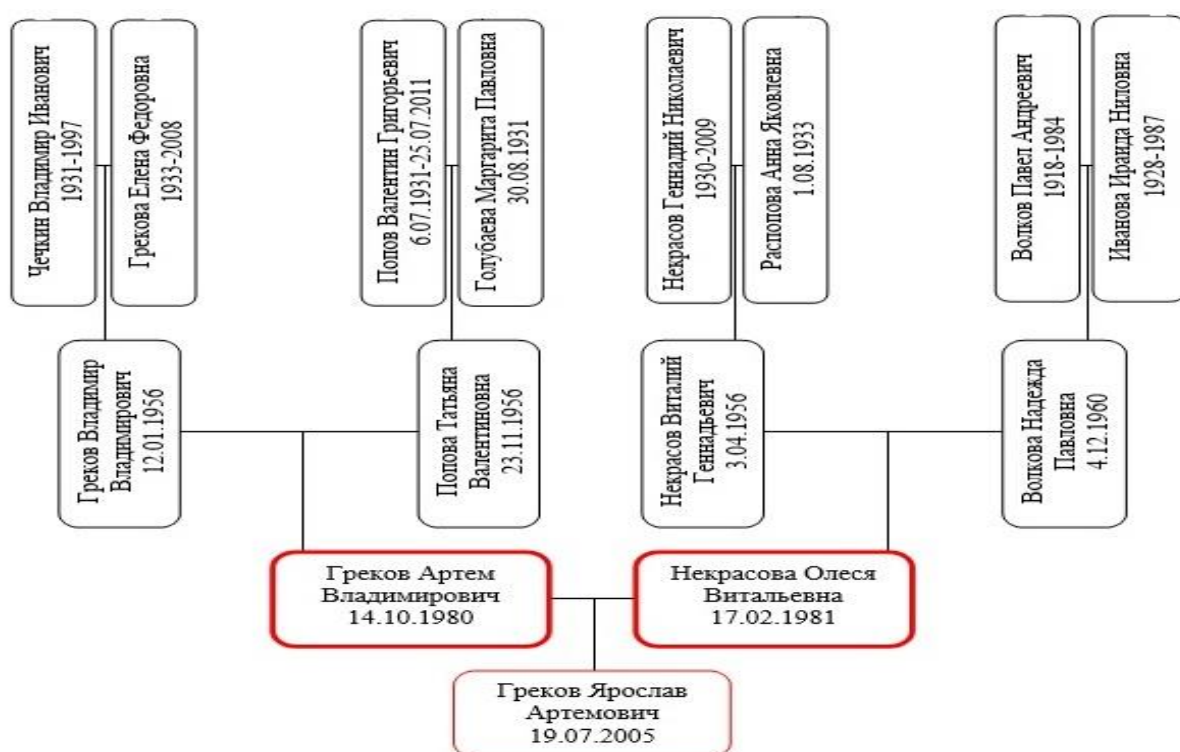 Чечкин Владимир Иванович
1931-1997
Грекова Елена Федоровна
1933-2008
Попов Валентин Григорьевич
6.07.1931-25.07.2011
Голубаева Маргарита Павловна
30.08.1931
Некрасов Геннадий Николаевич
1930-2009
Распопова Анна Яковлевна
1.08.1933
Волков Павел Андреевич
1918-1984
Иванова Ираида Ниловна
1928-1987
Греков Владимир
Владимирович
12.01.1956
Попова Татьяна
Валентиновна
23.11.1956
Некрасов Виталий
Геннадьевич
3.04.1956
Волкова Надежда
Павловна
4.12.1960
Греков Артем
Владимирович
14.10.1980
Некрасова Олеся
Витальевна
17.02.1981
Греков Ярослав
Артемович
19.07.2005